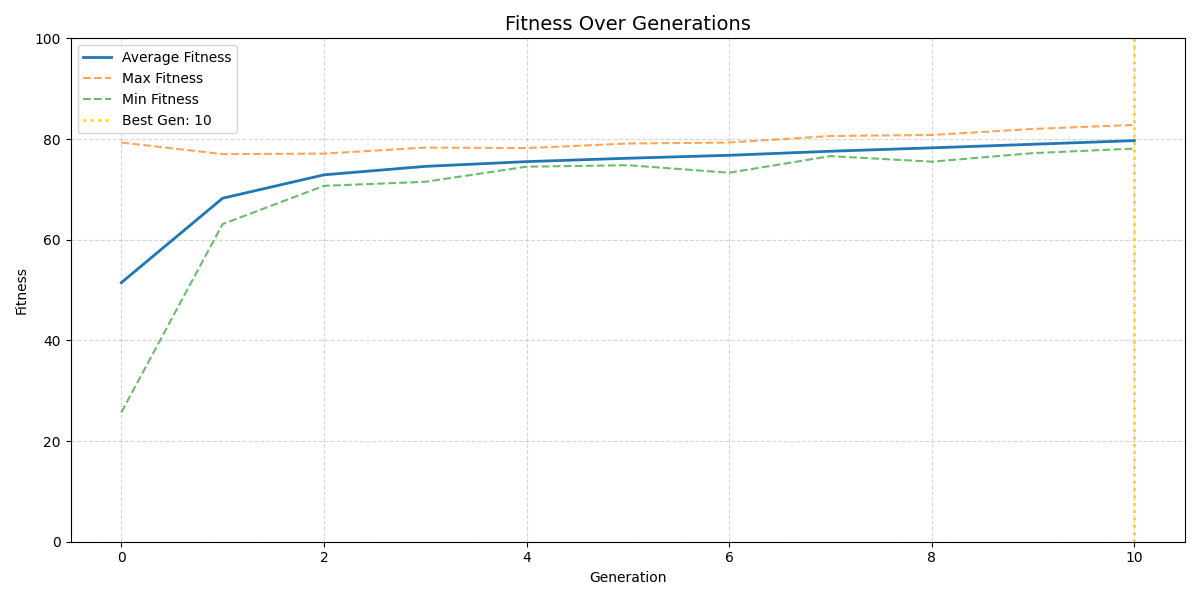 Fitness Over Generations
100
80
60
40
20
0
Fitness
Average Fitness
Max Fitness
Min Fitness
Best Gen: 10
0 2 4 6 8 10
Generation